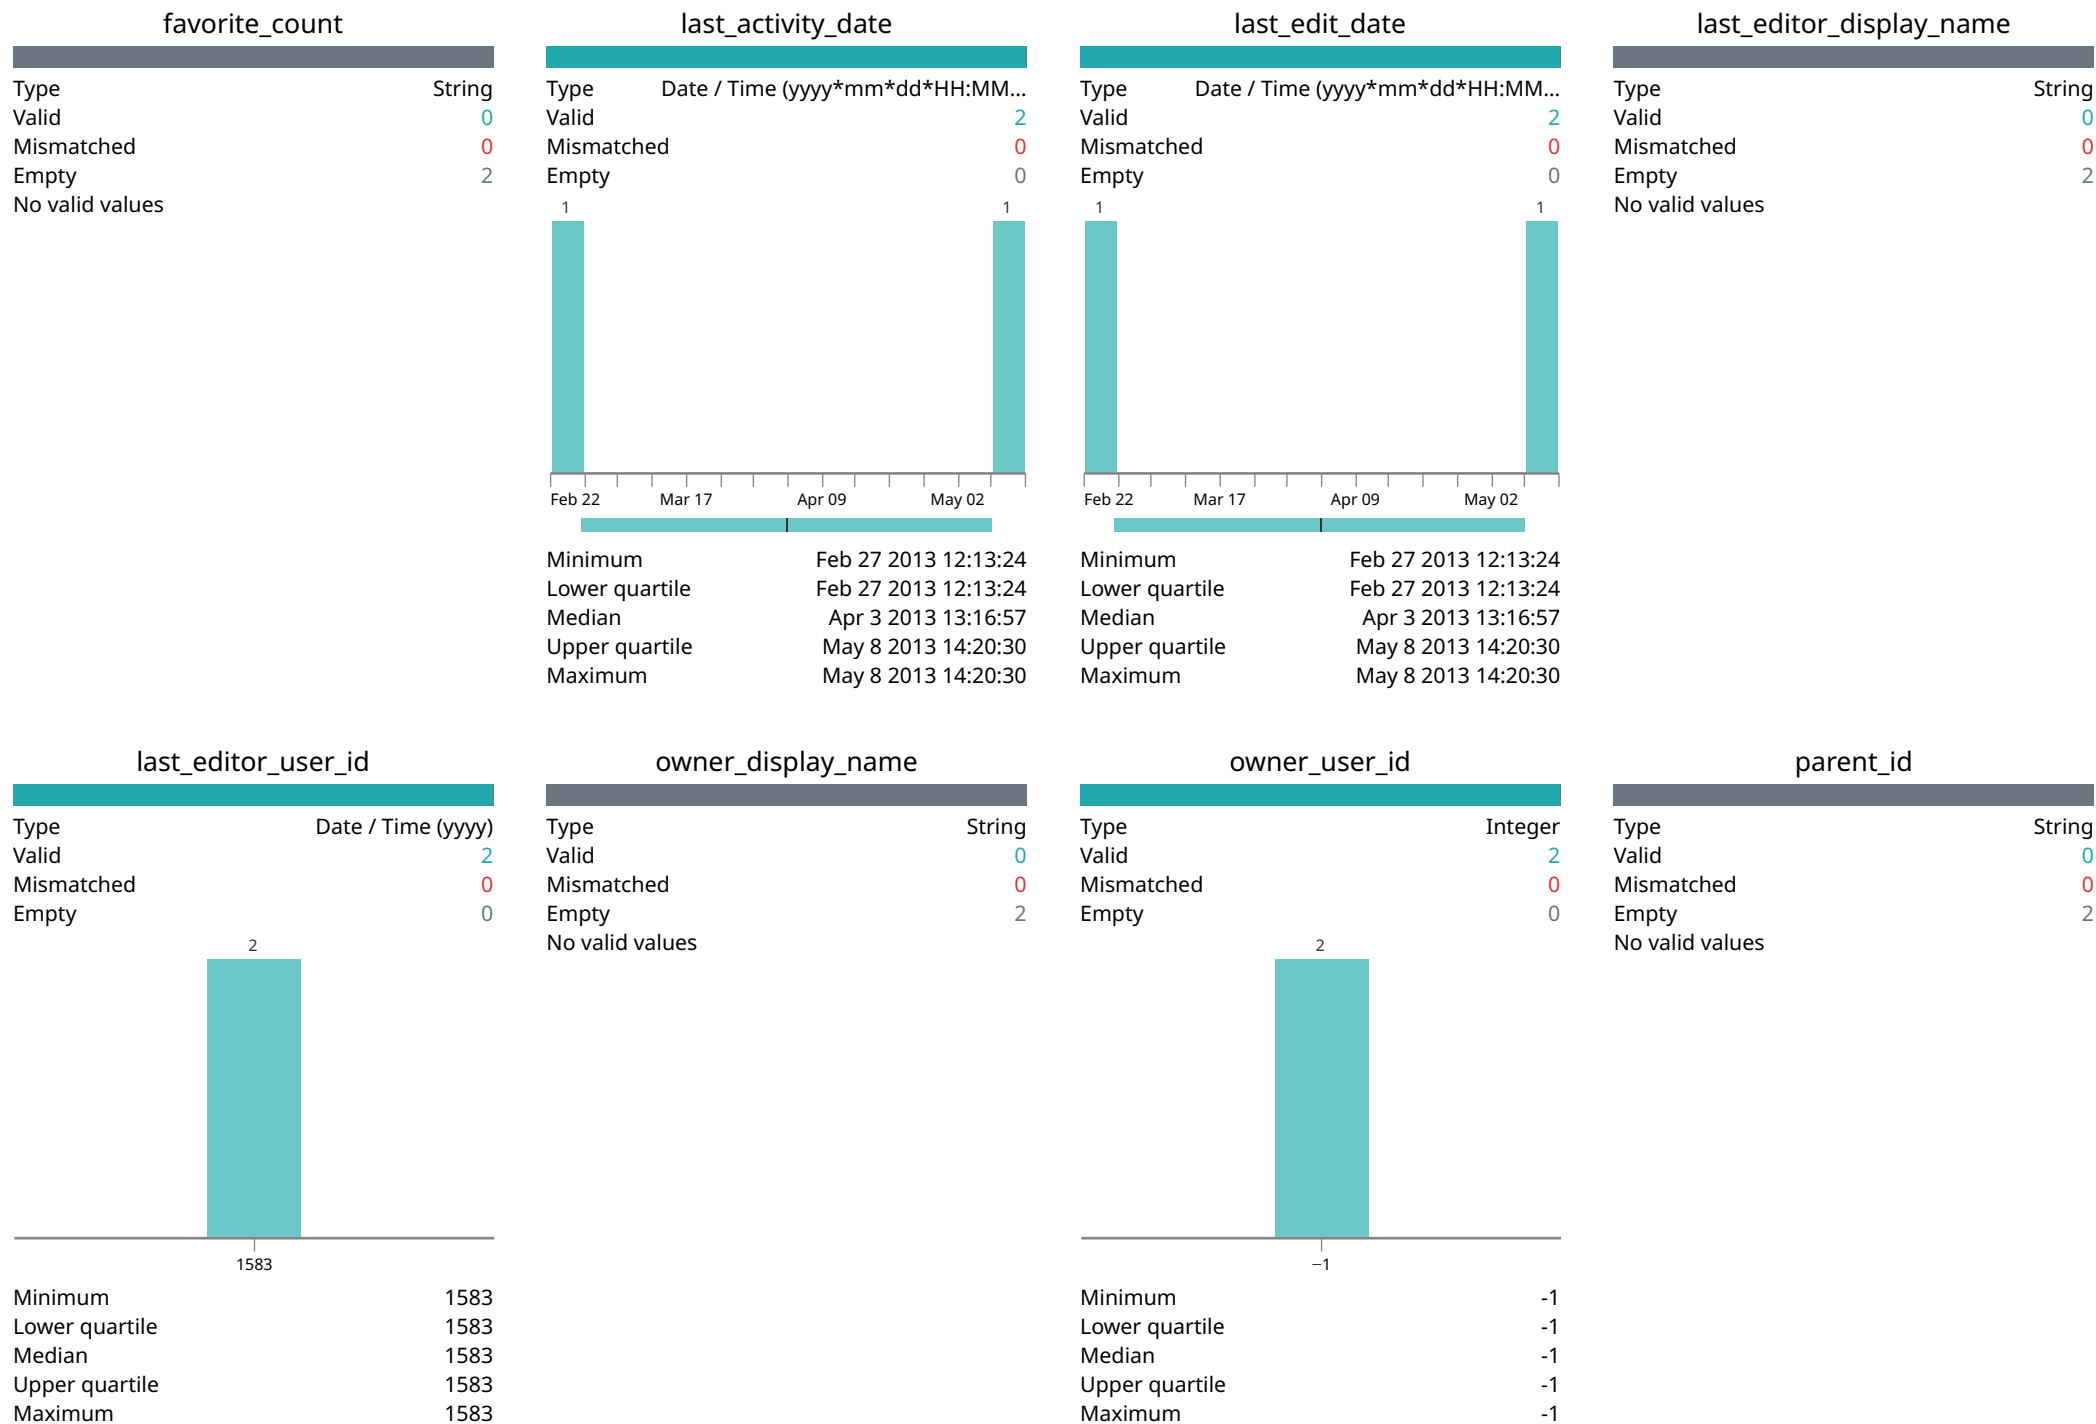 favorite_count
Type String
Valid 0
Mismatched 0
Empty 2
No valid values
last_activity_date
Type Date / Time (yyyy*mm*dd*HH:MM...
Valid 2
Mismatched 0
Empty 0
1 1
Feb 22 Mar 17 Apr 09 May 02
Minimum Feb 27 2013 12:13:24
Lower quartile Feb 27 2013 12:13:24
Median Apr 3 2013 13:16:57
Upper quartile May 8 2013 14:20:30
Maximum May 8 2013 14:20:30
last_edit_date
Type Date / Time (yyyy*mm*dd*HH:MM...
Valid 2
Mismatched 0
Empty 0
1 1
Feb 22 Mar 17 Apr 09 May 02
Minimum Feb 27 2013 12:13:24
Lower quartile Feb 27 2013 12:13:24
Median Apr 3 2013 13:16:57
Upper quartile May 8 2013 14:20:30
Maximum May 8 2013 14:20:30
last_editor_display_name
Type String
Valid 0
Mismatched 0
Empty 2
No valid values
last_editor_user_id
Type Date / Time (yyyy)
Valid 2
Mismatched 0
Empty 0
2
1583
Minimum 1583
Lower quartile 1583
Median 1583
Upper quartile 1583
Maximum 1583
owner_display_name
Type String
Valid 0
Mismatched 0
Empty 2
No valid values
owner_user_id
Type Integer
Valid 2
Mismatched 0
Empty 0
2
−1
Minimum -1
Lower quartile -1
Median -1
Upper quartile -1
Maximum -1
parent_id
Type String
Valid 0
Mismatched 0
Empty 2
No valid values